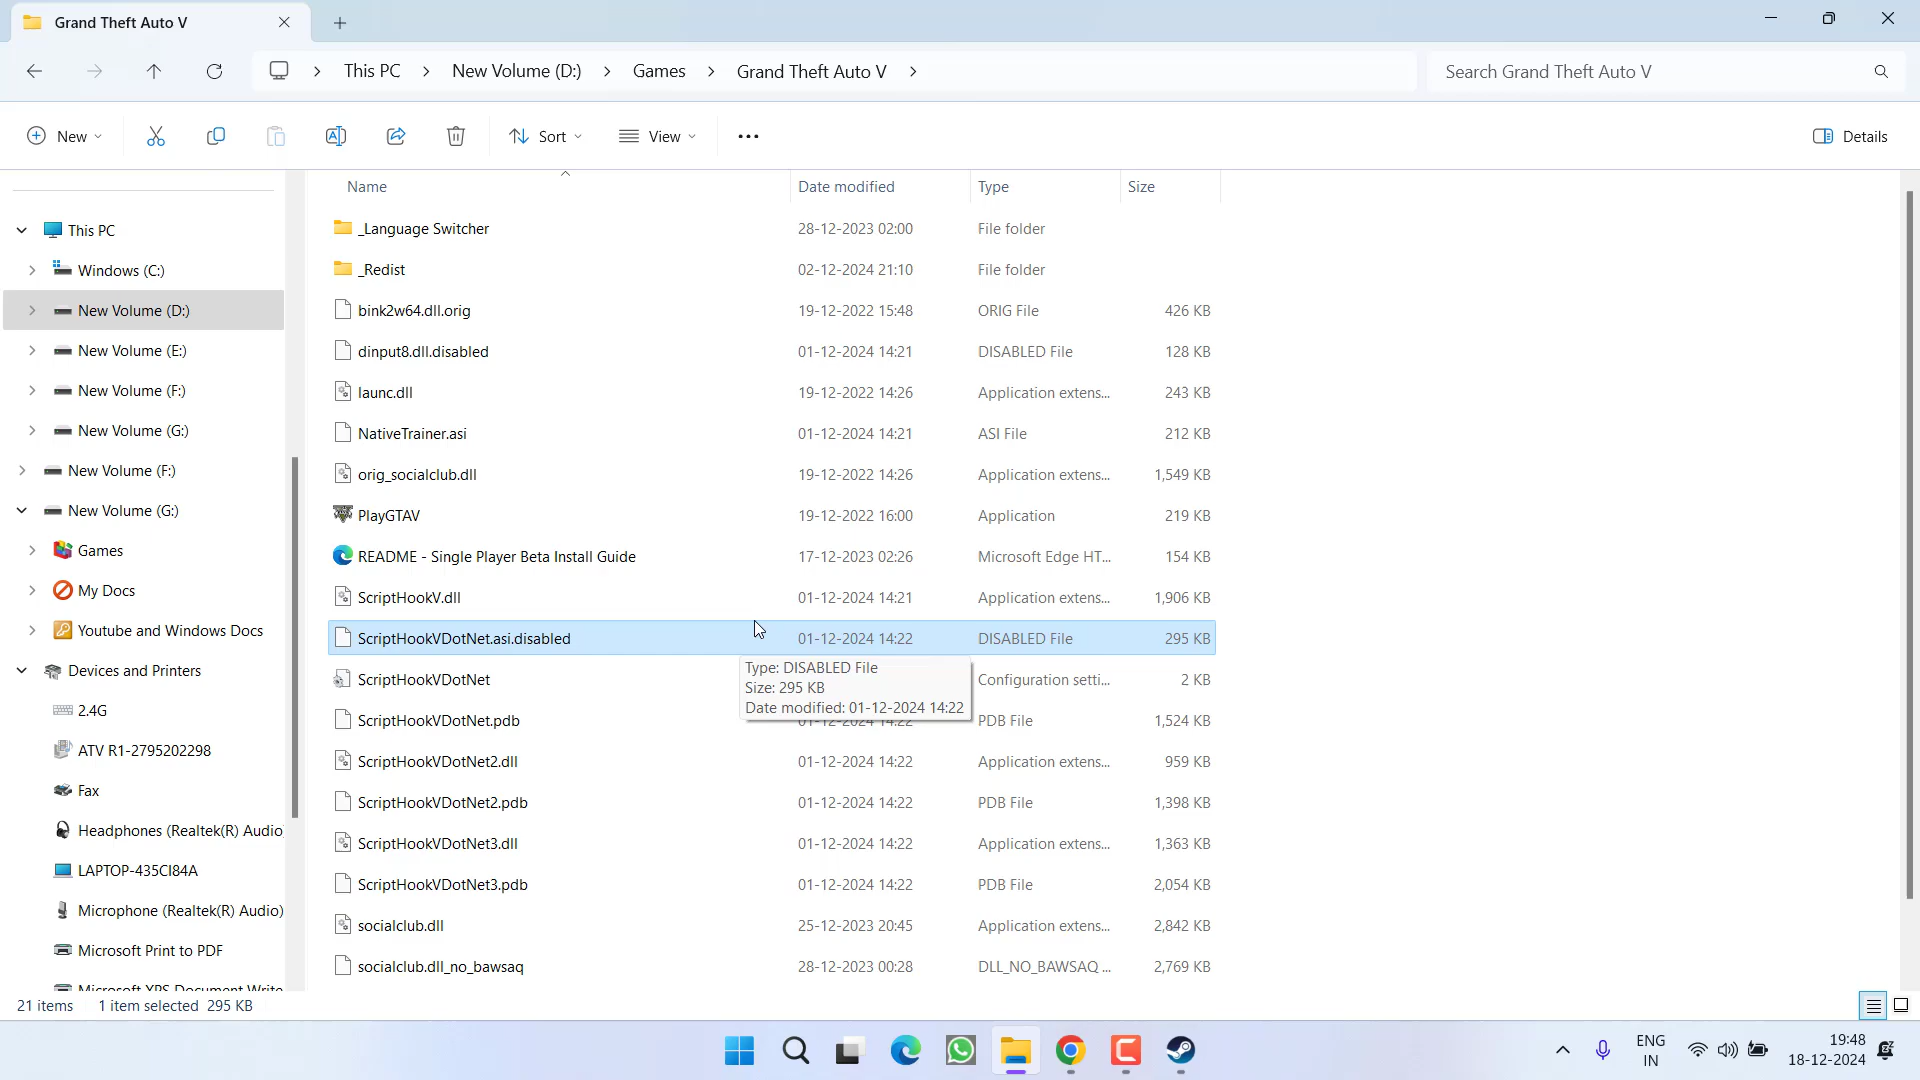 Grand Theft Auto V
This PC
New Volume (D:)
Games
Grand Theft Auto V
Search Grand Theft Auto V
New
Sort
View
Details
Name
Date modified
Type
Size
This PC
Windows (C:)
New Volume (D:)
New Volume (E:)
New Volume (F:)
New Volume (G:)
New Volume (F:)
New Volume (G:)
Games
My Docs
Youtube and Windows Docs
Devices and Printers
2.4G
ATV R1-2795202298
Fax
Headphones (Realtek(R) Audio
LAPTOP-435CI84A
Microphone (Realtek(R) Audio)
Microsoft Print to PDF
Microsoft XPS Document Write
_Language Switcher 28-12-2023 02:00 File folder
_Redist 02-12-2024 21:10 File folder
bink2w64.dll.orig 19-12-2022 15:48 ORIG File 426 KB
dinput8.dll.disabled 01-12-2024 14:21 DISABLED File 128 KB
launc.dll 19-12-2022 14:26 Application extens... 243 KB
NativeTrainer.asi 01-12-2024 14:21 ASI File 212 KB
orig_socialclub.dll 19-12-2022 14:26 Application extens... 1,549 KB
PlayGTAV 19-12-2022 16:00 Application 219 KB
README - Single Player Beta Install Guide 17-12-2023 02:26 Microsoft Edge HT... 154 KB
ScriptHookV.dll 01-12-2024 14:21 Application extens... 1,906 KB
ScriptHookVDotNet.asi.disabled 01-12-2024 14:22 DISABLED File 295 KB
ScriptHookVDotNet Configuration setti... 2 KB
ScriptHookVDotNet.pdb 01-12-2024 14:22 PDB File 1,524 KB
ScriptHookVDotNet2.dll 01-12-2024 14:22 Application extens... 959 KB
ScriptHookVDotNet2.pdb 01-12-2024 14:22 PDB File 1,398 KB
ScriptHookVDotNet3.dll 01-12-2024 14:22 Application extens... 1,363 KB
ScriptHookVDotNet3.pdb 01-12-2024 14:22 PDB File 2,054 KB
socialclub.dll 25-12-2023 20:45 Application extens... 2,842 KB
socialclub.dll_no_bawsaq 28-12-2023 00:28 DLL_NO_BAWSAQ ... 2,769 KB
Type: DISABLED File
Size: 295 KB
Date modified: 01-12-2024 14:22
21 items 1 item selected 295 KB
ENG
IN
19:48
18-12-2024